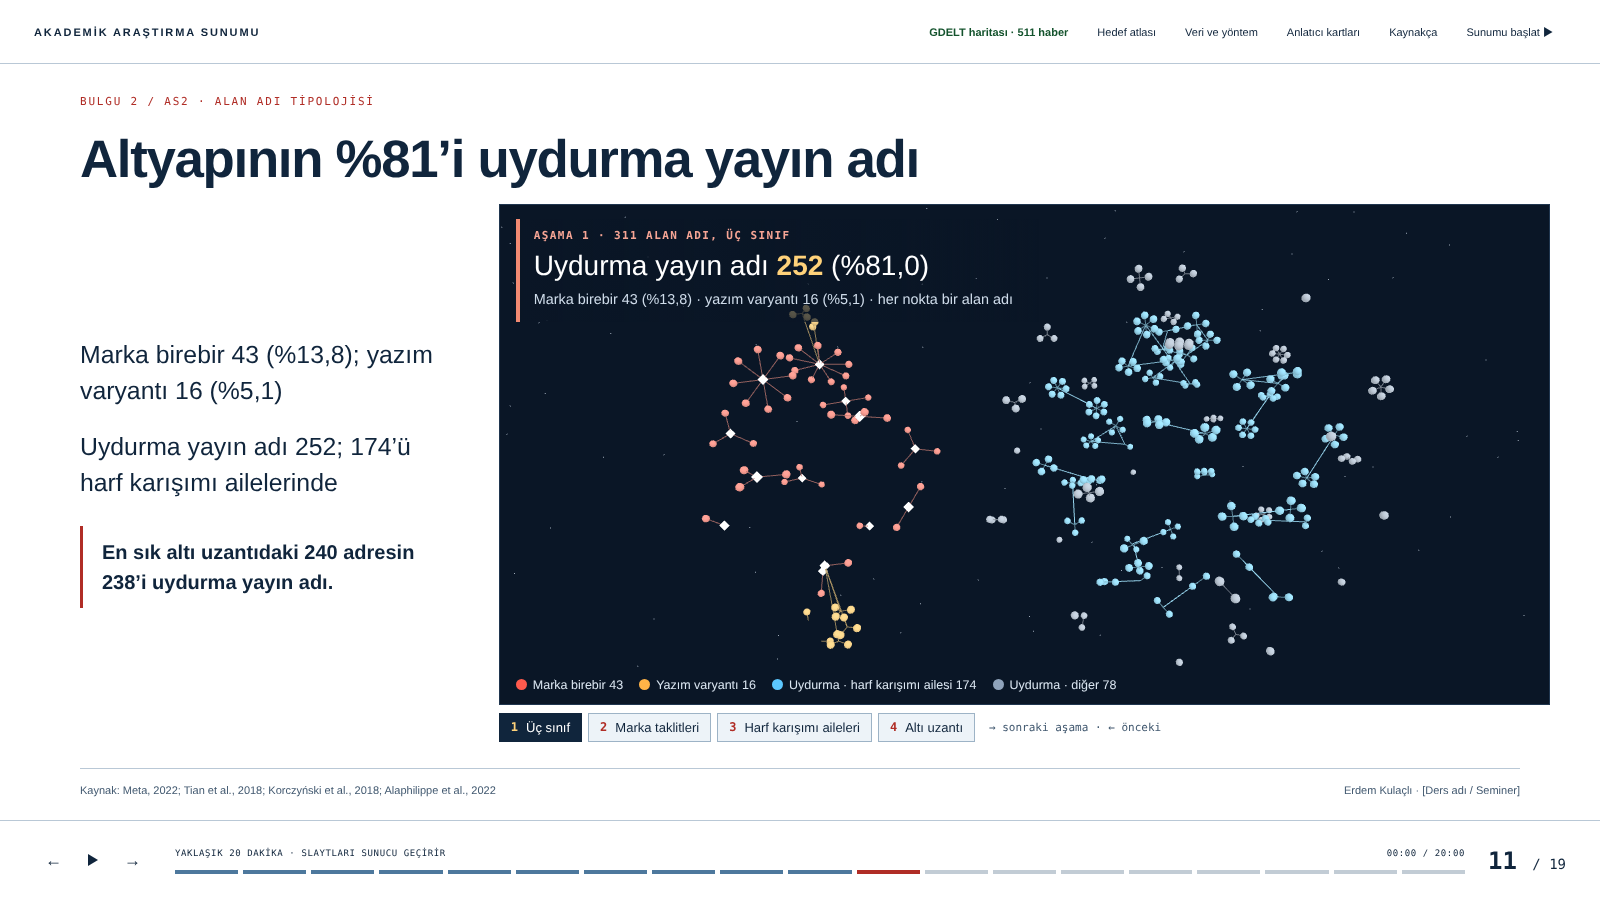 AKADEMİK ARAŞTIRMA SUNUMU
GDELT haritası · 511 haber
Hedef atlası
Veri ve yöntem
Anlatıcı kartları
Kaynakça
Sunumu başlat ▶
BULGU 2 / AS2 · ALAN ADI TİPOLOJİSİ
Altyapının %81’i uydurma yayın adı
Marka birebir 43 (%13,8); yazım
varyantı 16 (%5,1)
Uydurma yayın adı 252; 174’ü
harf karışımı ailelerinde
En sık altı uzantıdaki 240 adresin
238’i uydurma yayın adı.
AŞAMA 1 · 311 ALAN ADI, ÜÇ SINIF
Uydurma yayın adı 252 (%81,0)
Marka birebir 43 (%13,8) · yazım varyantı 16 (%5,1) · her nokta bir alan adı
Marka birebir 43
Yazım varyantı 16
Uydurma · harf karışımı ailesi 174
Uydurma · diğer 78
1 Üç sınıf
2 Marka taklitleri
3 Harf karışımı aileleri
4 Altı uzantı
→ sonraki aşama · ← önceki
Kaynak: Meta, 2022; Tian et al., 2018; Korczyński et al., 2018; Alaphilippe et al., 2022
Erdem Kulaçlı · [Ders adı / Seminer]
← ▶ →
YAKLAŞIK 20 DAKİKA · SLAYTLARI SUNUCU GEÇİRİR
00:00 / 20:00
11 / 19